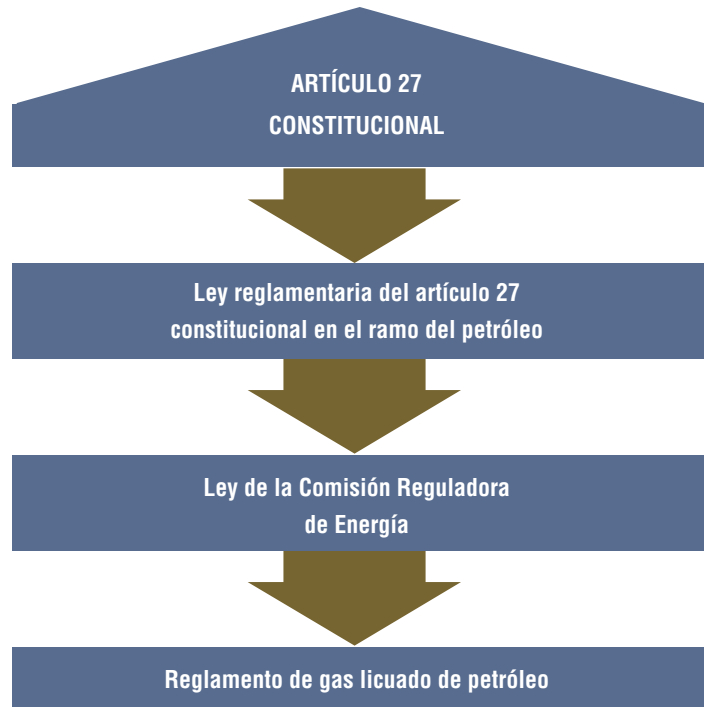 ARTÍCULO 27
CONSTITUCIONAL
Ley reglamentaria del artículo 27
constitucional en el ramo del petróleo
Ley de la Comisión Reguladora
de Energía
Reglamento de gas licuado de petróleo